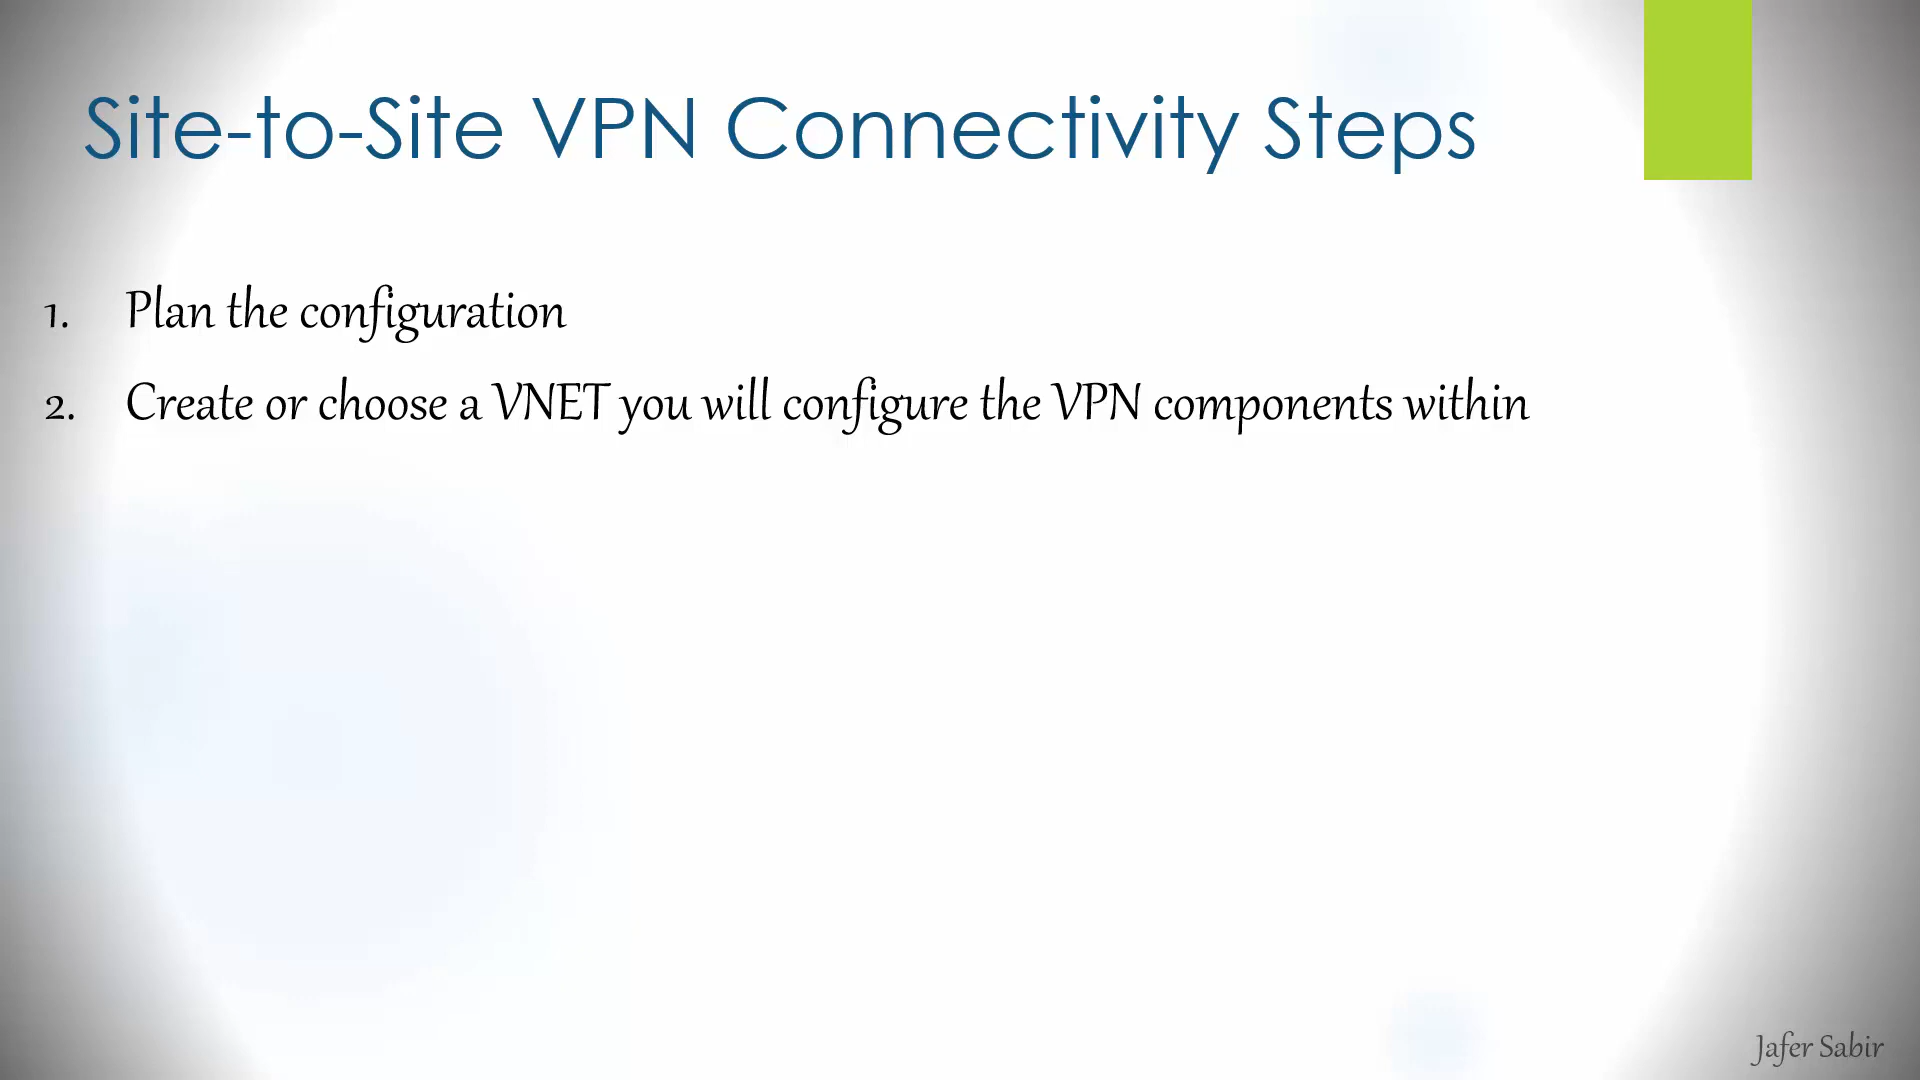 Site-to-Site VPN Connectivity Steps
1. Plan the configuration
2. Create or choose a VNET you will configure the VPN components within
Jafer Sabir